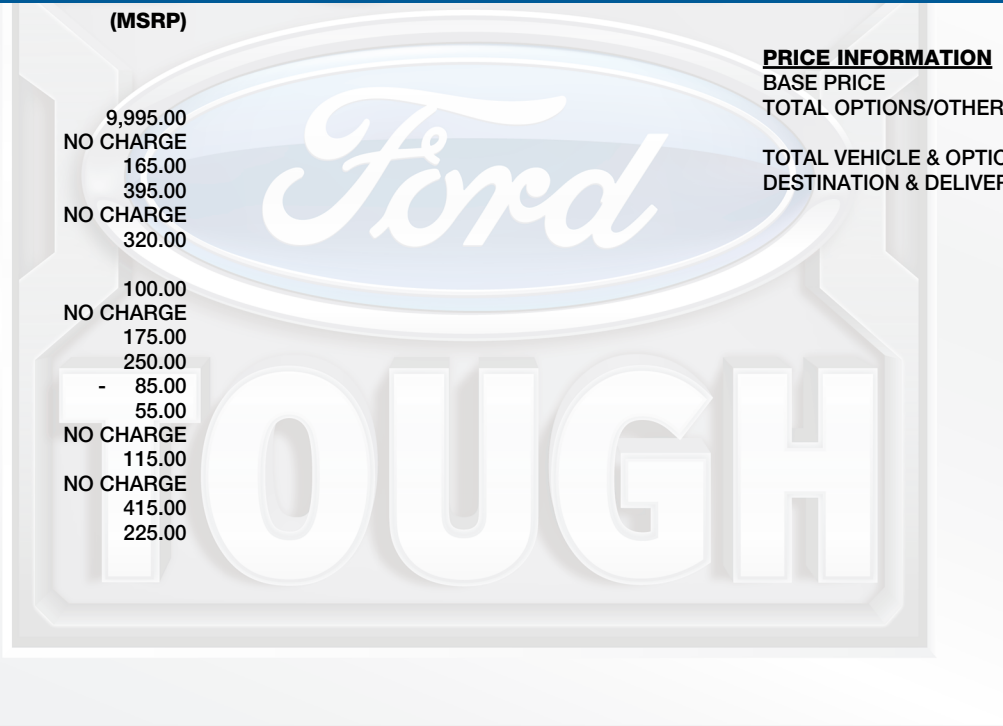 (MSRP)
9,995.00
NO CHARGE
165.00
395.00
NO CHARGE
320.00
100.00
NO CHARGE
175.00
250.00
- 85.00
55.00
NO CHARGE
115.00
NO CHARGE
415.00
225.00
PRICE INFORMATION
BASE PRICE
TOTAL OPTIONS/OTHER
TOTAL VEHICLE & OPTIO
DESTINATION & DELIVER
Ford
TOUGH